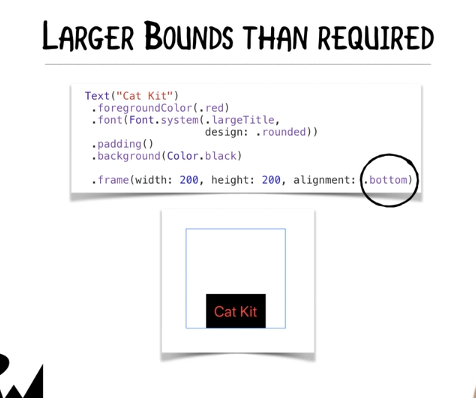 LARGER BOUNDS THAN REQUIRED
Text("Cat Kit")
.foregroundColor(.red)
.font(Font.system(.largeTitle,
design: .rounded))
.padding()
.background(Color.black)
.frame(width: 200, height: 200, alignment: .bottom)
Cat Kit